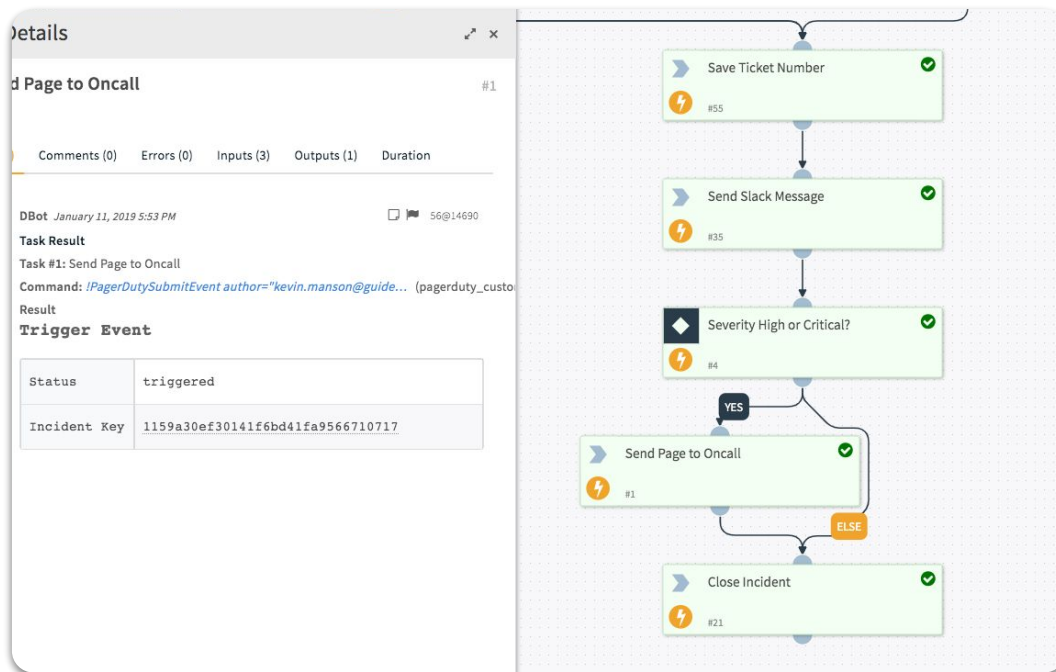 Details
d Page to Oncall
#1
Comments (0) Errors (0) Inputs (3) Outputs (1) Duration
DBot January 11, 2019 5:53 PM 56@14690
Task Result
Task #1: Send Page to Oncall
Command: !PagerDutySubmitEvent author="kevin.manson@guide... (pagerduty_custo
Result
Trigger Event
Status triggered
Incident Key 1159a30ef30141f6bd41fa9566710717
Save Ticket Number
#55
Send Slack Message
#35
Severity High or Critical?
#4
YES
Send Page to Oncall
#1
ELSE
Close Incident
#21